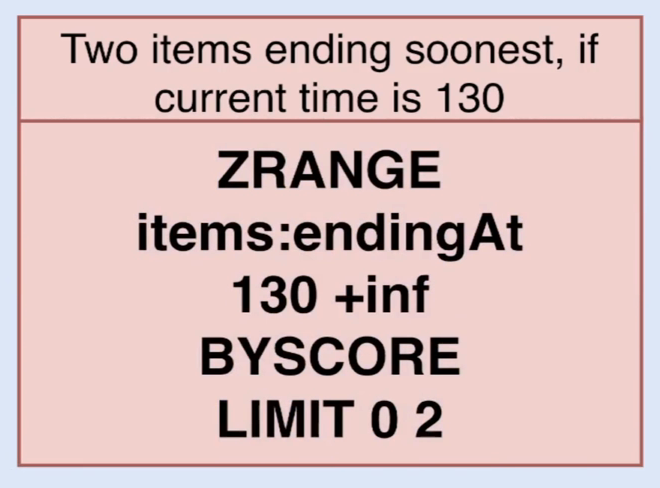 Two items ending soonest, if
current time is 130
ZRANGE
items:endingAt
130 +inf
BYSCORE
LIMIT 0 2